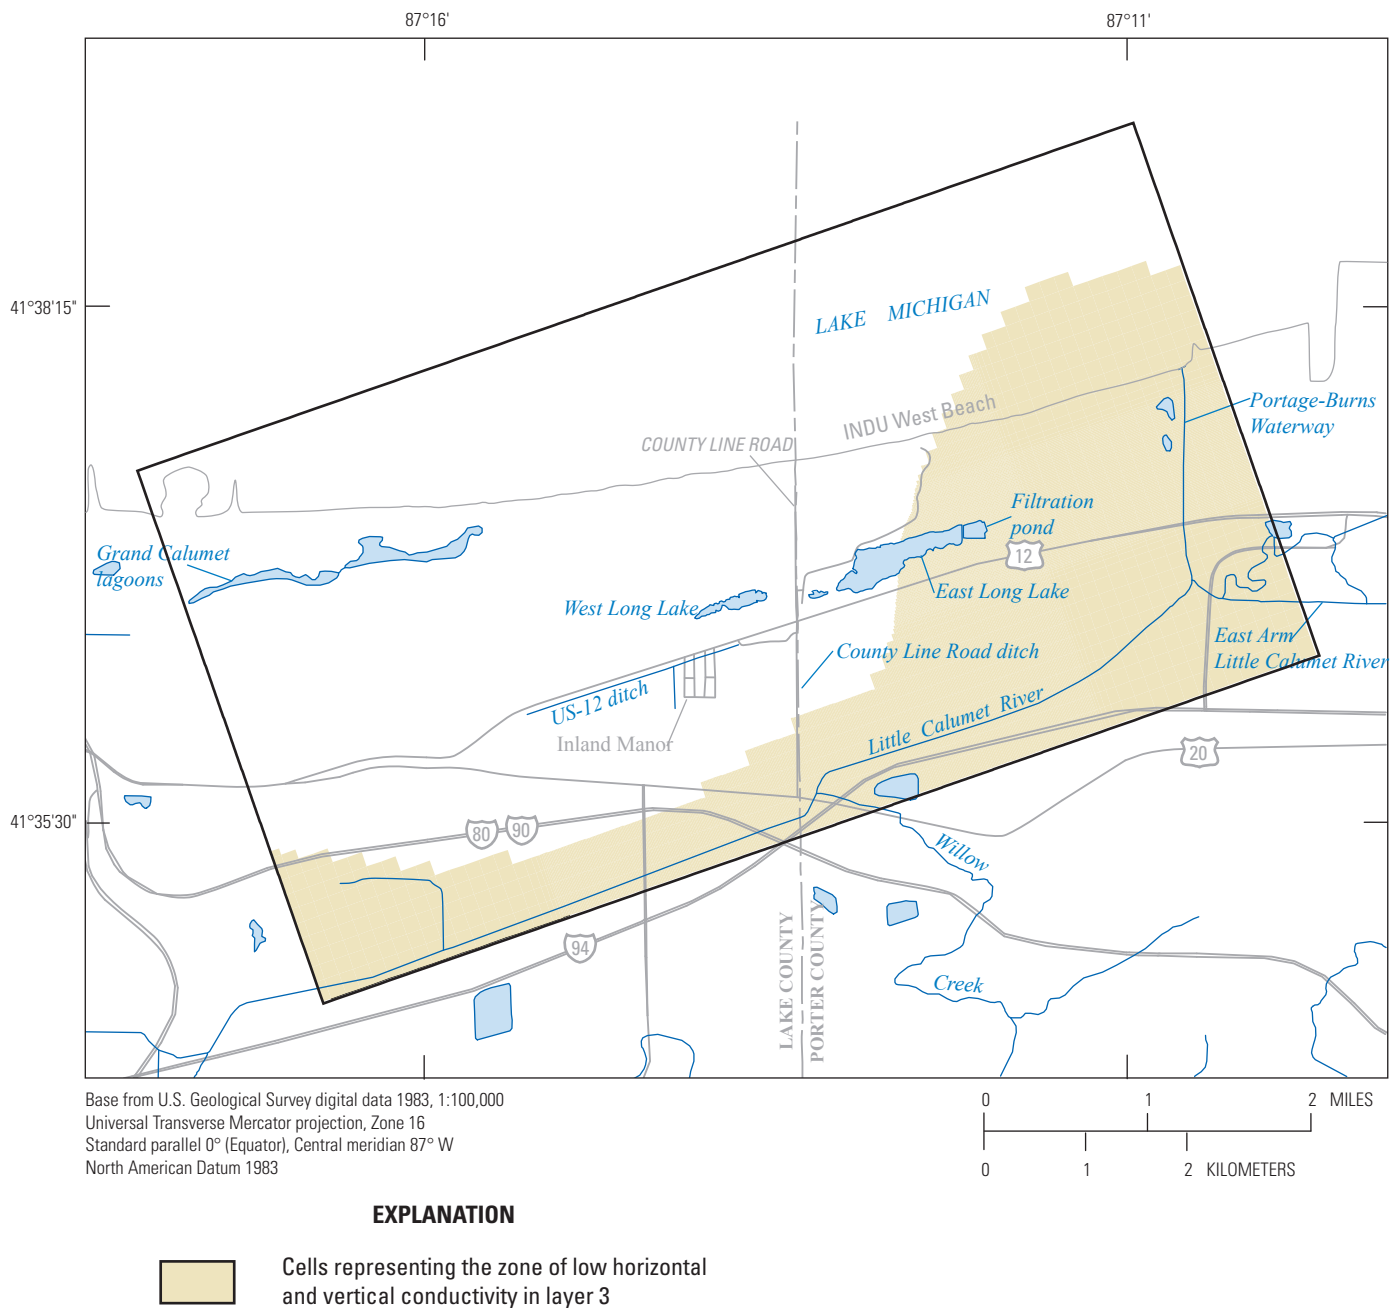 87°16'
87°11'
41°38'15"
LAKE MICHIGAN
Portage-Burns
Waterway
INDU West Beach
COUNTY LINE ROAD
Filtration
pond
Grand Calumet
lagoons
12
East Long Lake
West Long Lake
East Arm
Little Calumet River
County Line Road ditch
US-12 ditch
Little Calumet River
Inland Manor
20
41°35'30"
80
90
Willow
94
LAKE COUNTY
PORTER COUNTY
Creek
Base from U.S. Geological Survey digital data 1983, 1:100,000
Universal Transverse Mercator projection, Zone 16
Standard parallel 0° (Equator), Central meridian 87° W
North American Datum 1983
0 1 2 MILES
0 1 2 KILOMETERS
EXPLANATION
Cells representing the zone of low horizontal
and vertical conductivity in layer 3